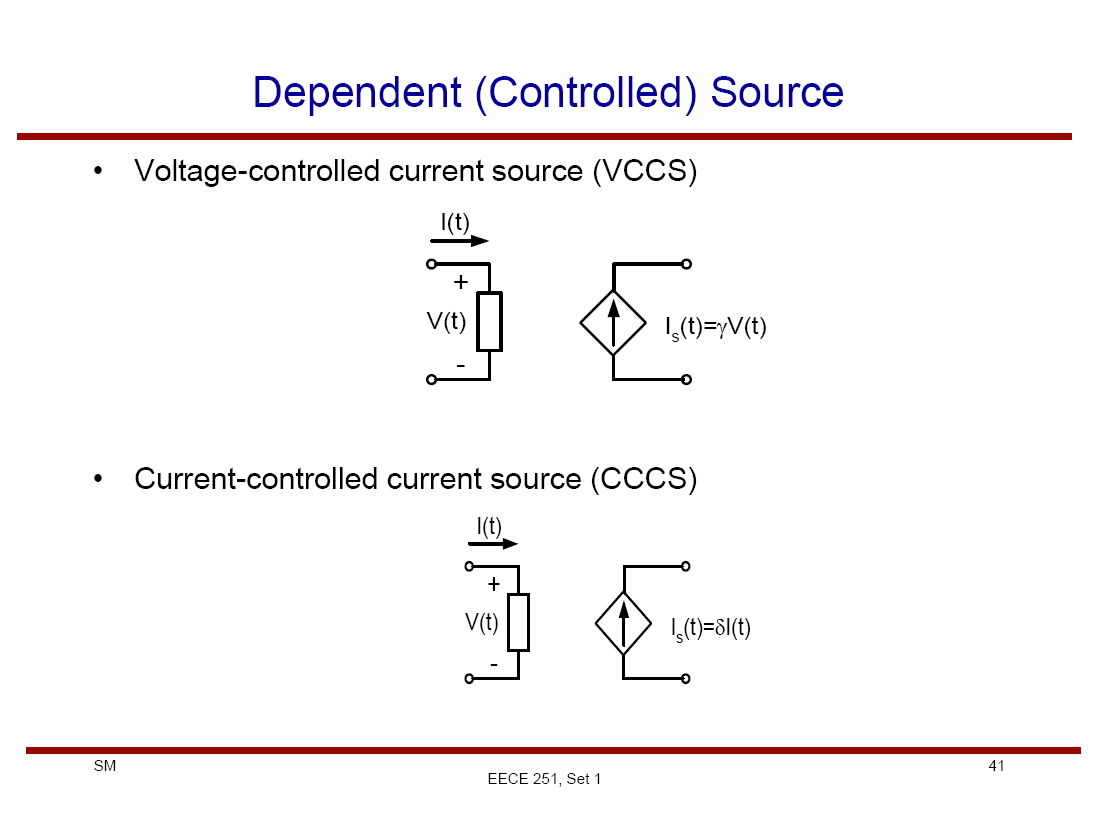 Dependent (Controlled) Source
• Voltage-controlled current source (VCCS)
I(t)
+
V(t)
-
Is(t)=γV(t)
• Current-controlled current source (CCCS)
I(t)
+
V(t)
-
Is(t)=δI(t)
SM
EECE 251, Set 1
41